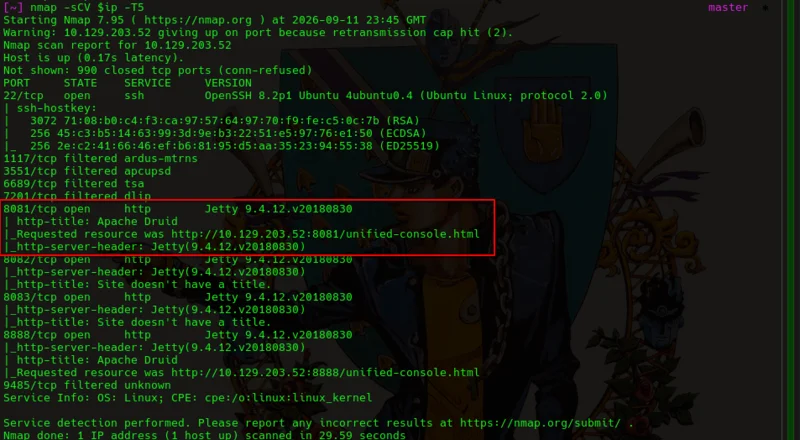 [~] nmap -sCV $ip -T5 master
Starting Nmap 7.95 ( https://nmap.org ) at 2026-09-11 23:45 GMT
Warning: 10.129.203.52 giving up on port because retransmission cap hit (2).
Nmap scan report for 10.129.203.52
Host is up (0.17s latency).
Not shown: 990 closed tcp ports (conn-refused)
PORT STATE SERVICE VERSION
22/tcp open ssh OpenSSH 8.2p1 Ubuntu 4ubuntu0.4 (Ubuntu Linux; protocol 2.0)
| ssh-hostkey:
| 3072 71:08:b0:c4:f3:ca:97:57:64:97:70:f9:fe:c5:0c:7b (RSA)
| 256 45:c3:b5:14:63:99:3d:9e:b3:22:51:e5:97:76:e1:50 (ECDSA)
|_ 256 2e:c2:41:66:46:ef:b6:81:95:d5:aa:35:23:94:55:38 (ED25519)
1117/tcp filtered ardus-mtrns
3551/tcp filtered apcupsd
6689/tcp filtered tsa
7201/tcp filtered dlip
8081/tcp open http Jetty 9.4.12.v20180830
| http-title: Apache Druid
|_Requested resource was http://10.129.203.52:8081/unified-console.html
|_http-server-header: Jetty(9.4.12.v20180830)
8082/tcp open http Jetty 9.4.12.v20180830
|_http-server-header: Jetty(9.4.12.v20180830)
|_http-title: Site doesn't have a title.
8083/tcp open http Jetty 9.4.12.v20180830
|_http-server-header: Jetty(9.4.12.v20180830)
|_http-title: Site doesn't have a title.
8888/tcp open http Jetty 9.4.12.v20180830
|_http-server-header: Jetty(9.4.12.v20180830)
| http-title: Apache Druid
|_Requested resource was http://10.129.203.52:8888/unified-console.html
9485/tcp filtered unknown
Service Info: OS: Linux; CPE: cpe:/o:linux:linux_kernel
Service detection performed. Please report any incorrect results at https://nmap.org/submit/ .
Nmap done: 1 IP address (1 host up) scanned in 29.59 seconds